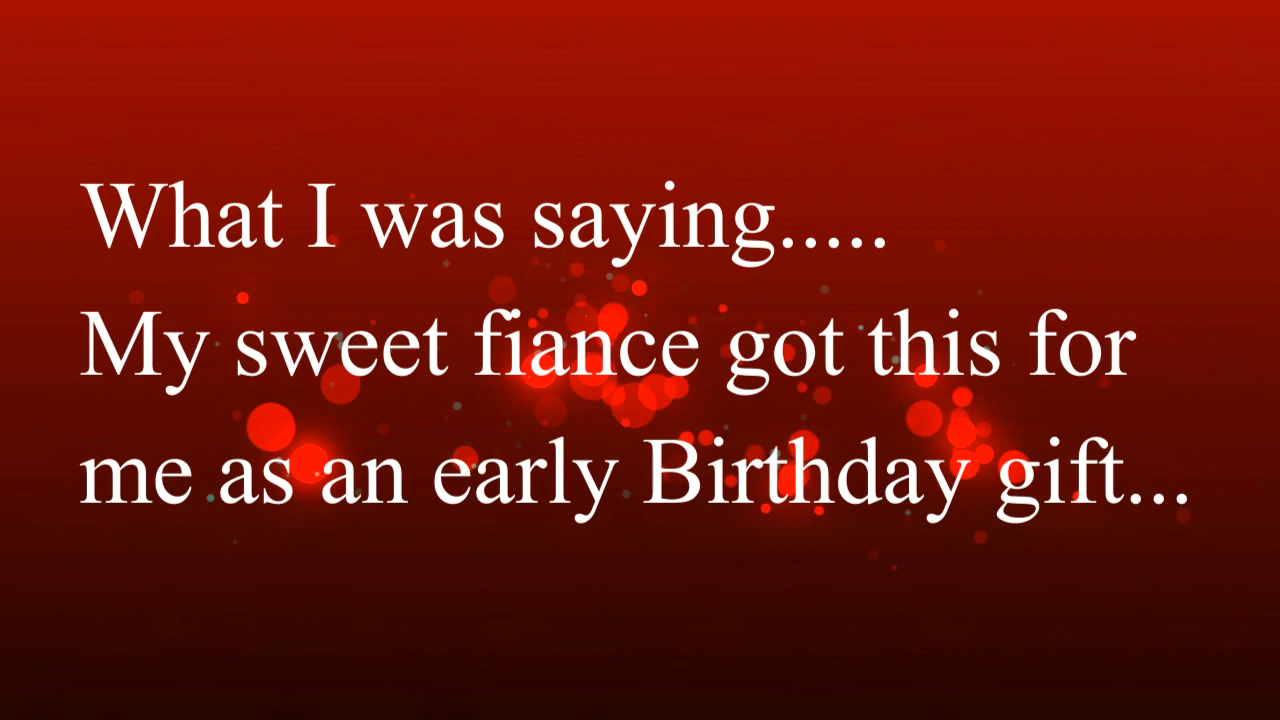 What I was saying.....
My sweet fiance got this for
me as an early Birthday gift...